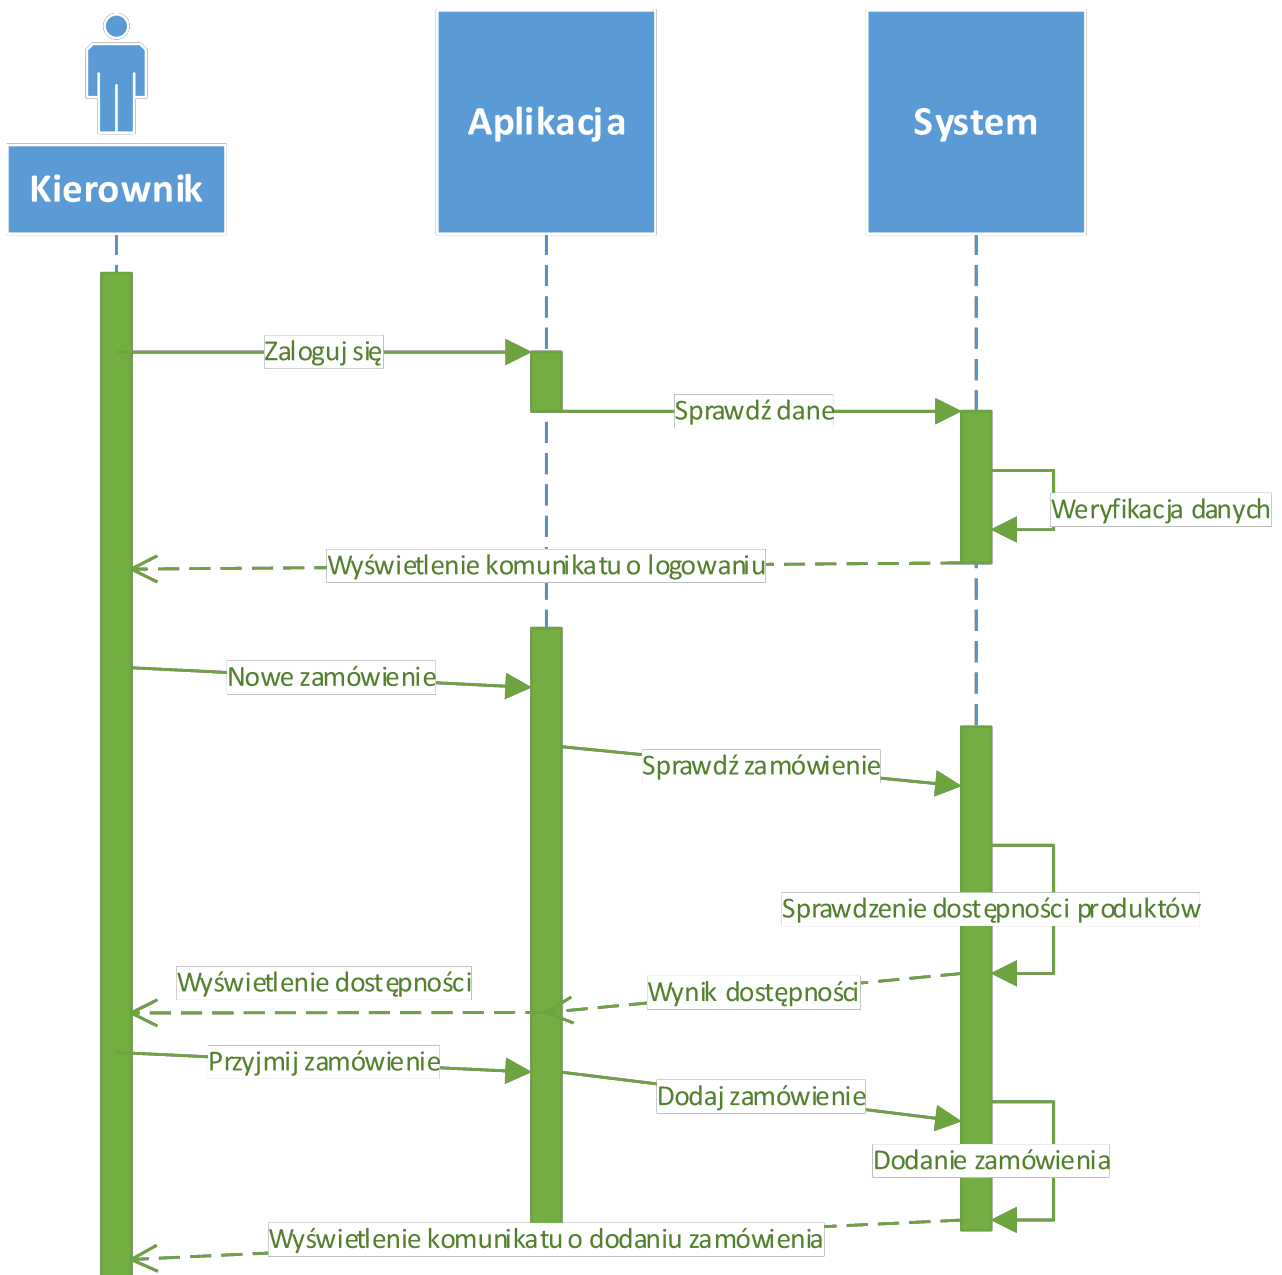 Kierownik
Aplikacja
System
Zaloguj się
Sprawdź dane
Weryfikacja danych
Wyświetlenie komunikatu o logowaniu
Nowe zamówienie
Sprawdź zamówienie
Sprawdzenie dostępności produktów
Wyświetlenie dostępności
Wynik dostępności
Przyjmij zamówienie
Dodaj zamówienie
Dodanie zamówienia
Wyświetlenie komunikatu o dodaniu zamówienia